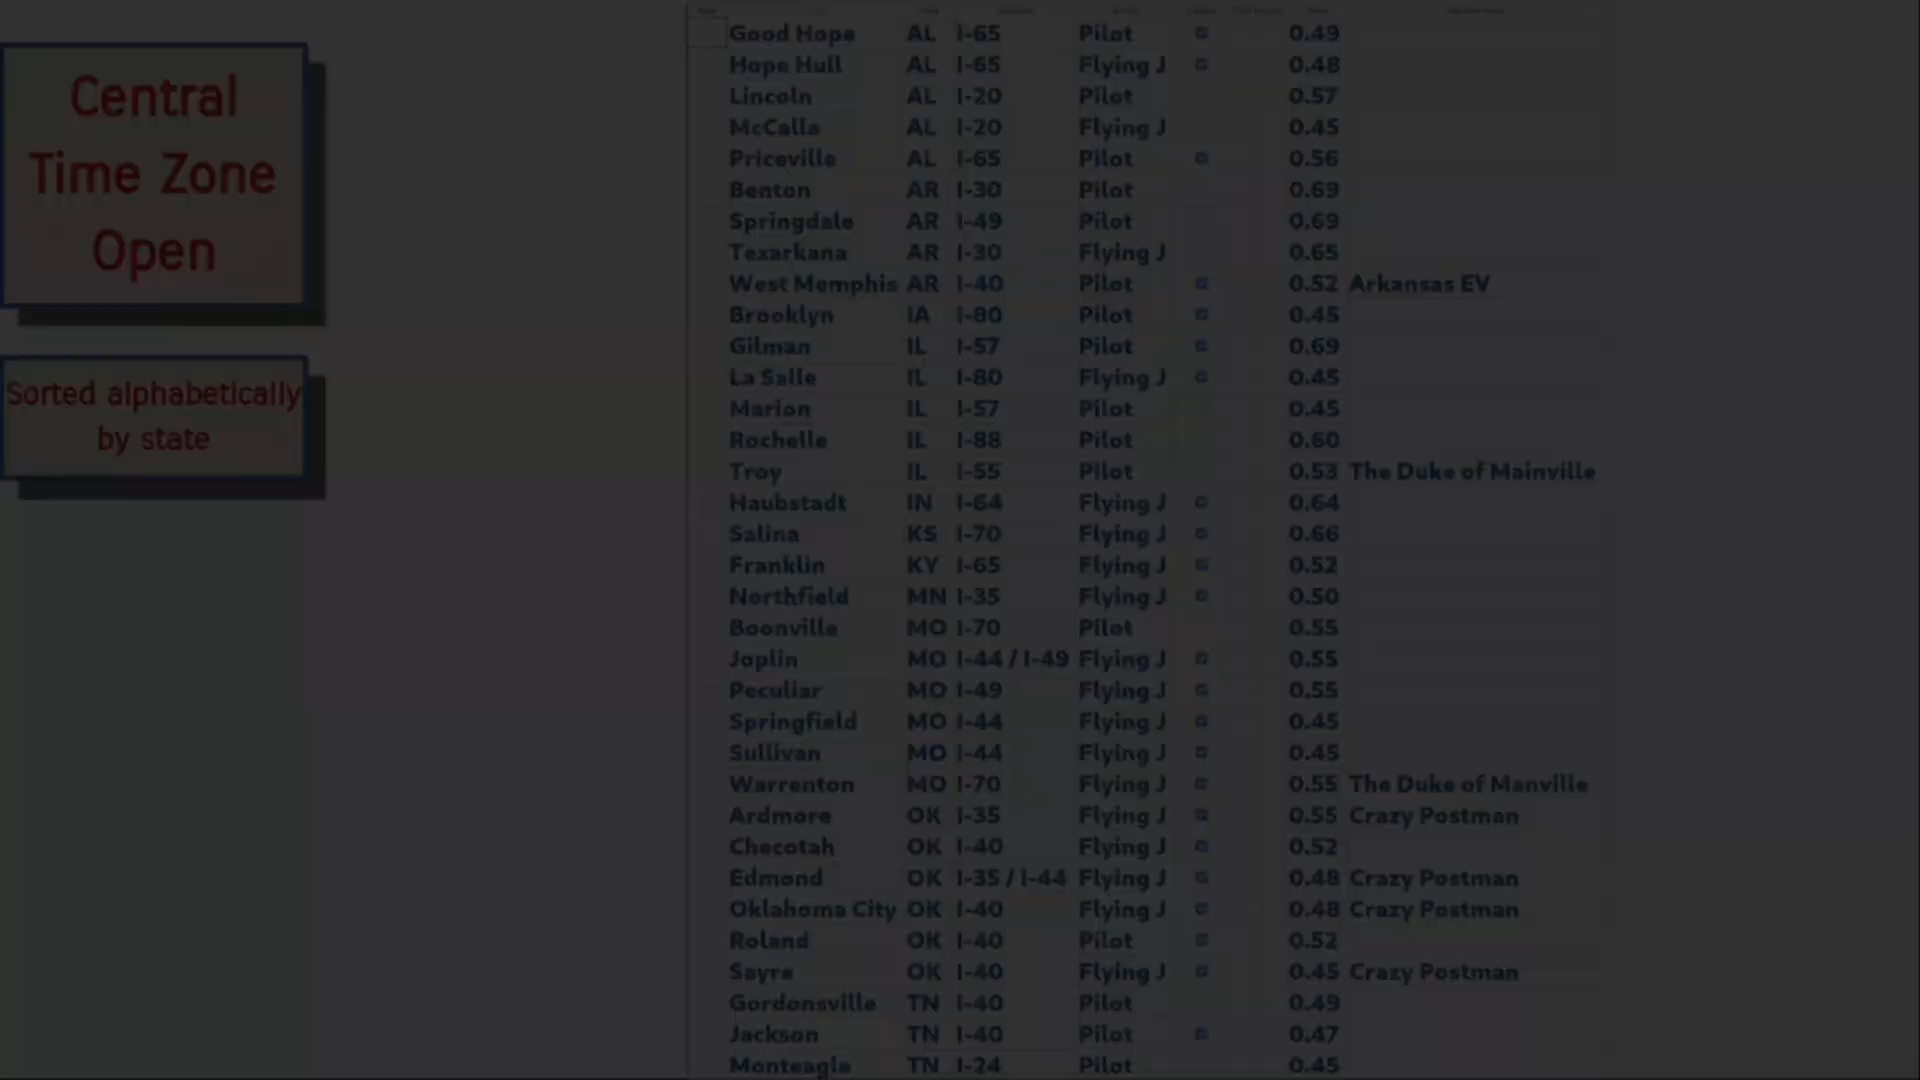 Central
Time Zone
Open
Sorted alphabetically
by state
Good Hope AL I-65 Pilot 0.49
Hope Hull AL I-65 Flying J 0.48
Lincoln AL I-20 Pilot 0.57
McCalla AL I-20 Flying J 0.45
Priceville AL I-65 Pilot 0.56
Benton AR I-30 Pilot 0.69
Springdale AR I-49 Pilot 0.69
Texarkana AR I-30 Flying J 0.65
West Memphis AR I-40 Pilot 0.52 Arkansas EV
Brooklyn IA I-80 Pilot 0.45
Gilman IL I-57 Pilot 0.69
La Salle IL I-80 Flying J 0.45
Marion IL I-57 Pilot 0.45
Rochelle IL I-88 Pilot 0.60
Troy IL I-55 Pilot 0.53 The Duke of Mainville
Haubstadt IN I-64 Flying J 0.64
Salina KS I-70 Flying J 0.66
Franklin KY I-65 Flying J 0.52
Northfield MN I-35 Flying J 0.50
Boonville MO I-70 Pilot 0.55
Joplin MO I-44 / I-49 Flying J 0.55
Peculiar MO I-49 Flying J 0.55
Springfield MO I-44 Flying J 0.45
Sullivan MO I-44 Flying J 0.45
Warrenton MO I-70 Flying J 0.55 The Duke of Manville
Ardmore OK I-35 Flying J 0.55 Crazy Postman
Checotah OK I-40 Flying J 0.52
Edmond OK I-35 / I-44 Flying J 0.48 Crazy Postman
Oklahoma City OK I-40 Flying J 0.48 Crazy Postman
Roland OK I-40 Pilot 0.52
Sayre OK I-40 Flying J 0.45 Crazy Postman
Gordonsville TN I-40 Pilot 0.49
Jackson TN I-40 Pilot 0.47
Monteagle TN I-24 Pilot 0.45